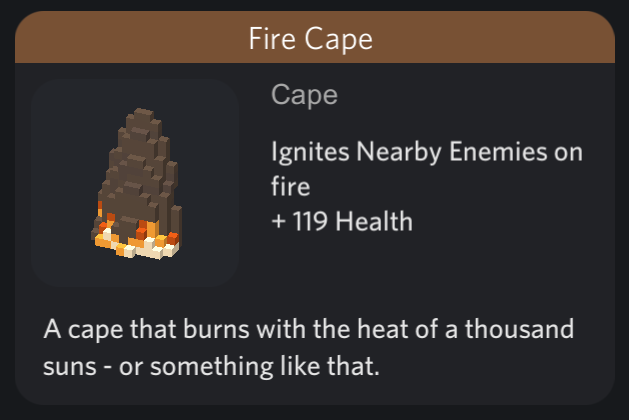 Fire Cape
Cape
Ignites Nearby Enemies on
fire
+ 119 Health
A cape that burns with the heat of a thousand
suns - or something like that.